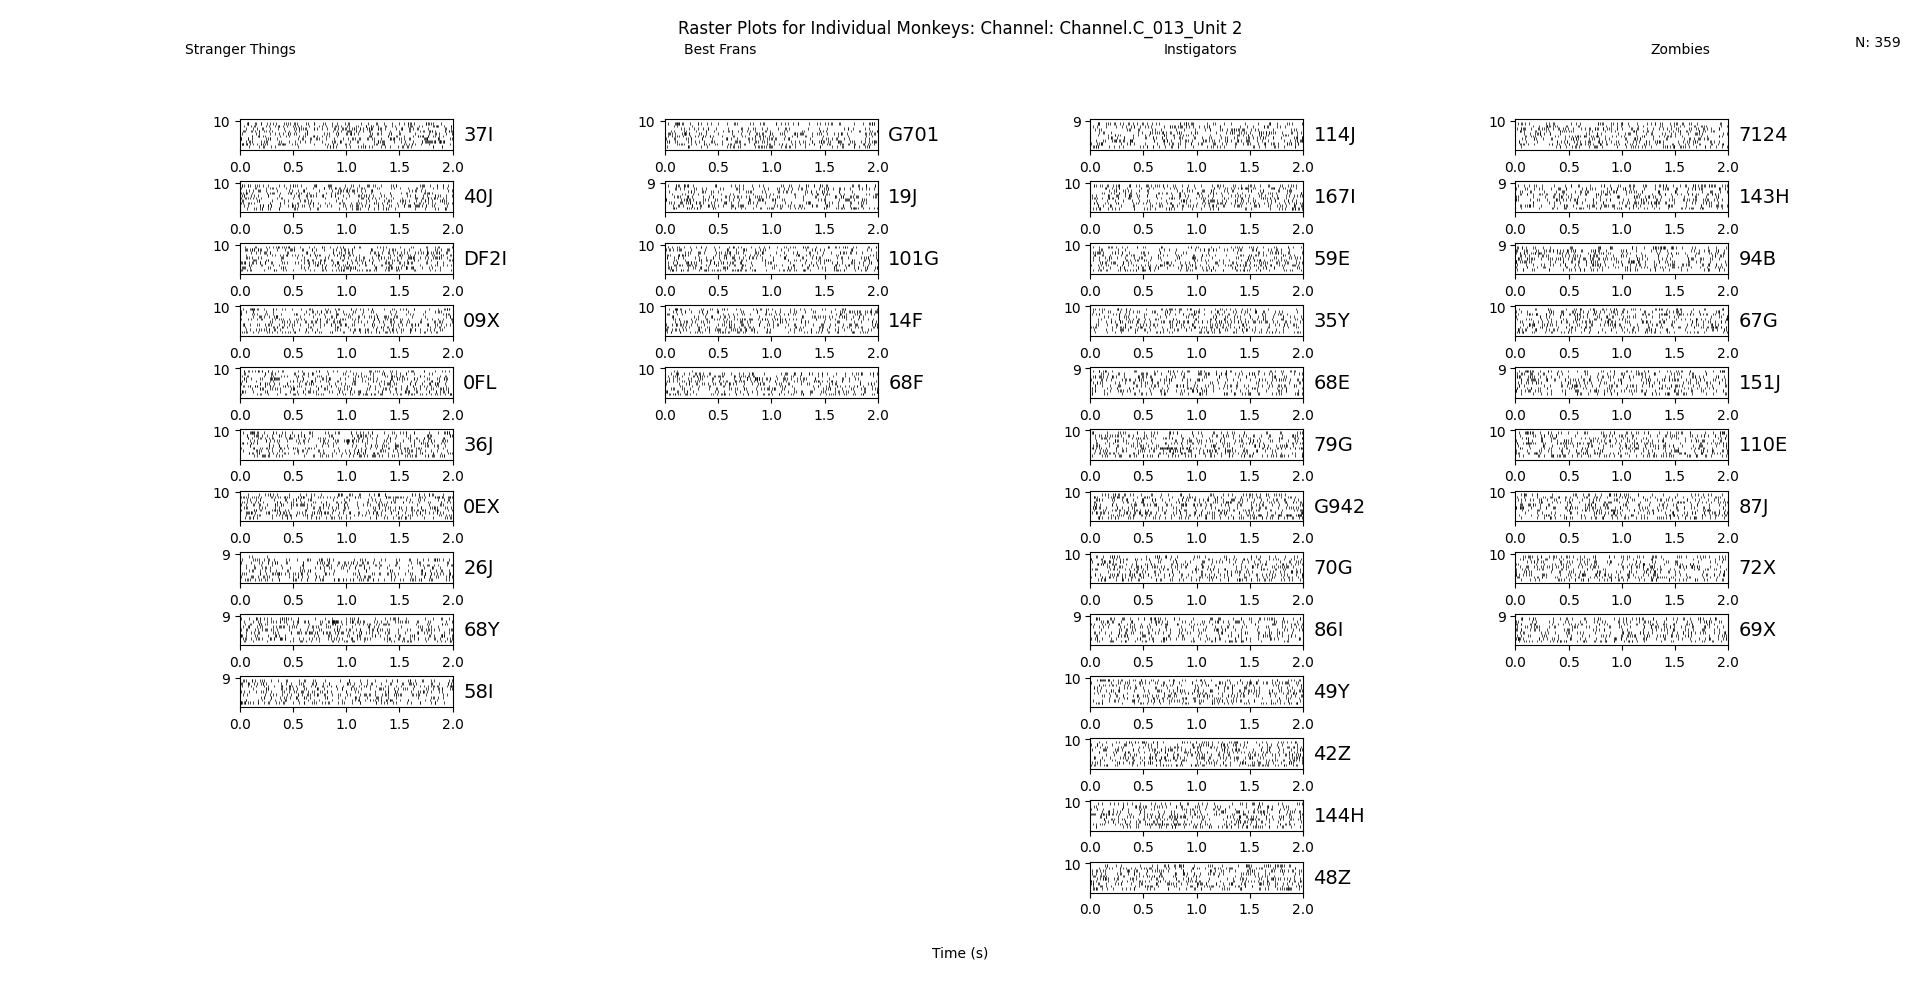 Raster Plots for Individual Monkeys: Channel: Channel.C_013_Unit 2
N: 359
Stranger Things Best Frans Instigators Zombies
10 37I 10 G701 9 114J 10 7124
0.0 0.5 1.0 1.5 2.0 0.0 0.5 1.0 1.5 2.0 0.0 0.5 1.0 1.5 2.0 0.0 0.5 1.0 1.5 2.0
10 40J 9 19J 10 167I 9 143H
0.0 0.5 1.0 1.5 2.0 0.0 0.5 1.0 1.5 2.0 0.0 0.5 1.0 1.5 2.0 0.0 0.5 1.0 1.5 2.0
10 DF2I 10 101G 10 59E 9 94B
0.0 0.5 1.0 1.5 2.0 0.0 0.5 1.0 1.5 2.0 0.0 0.5 1.0 1.5 2.0 0.0 0.5 1.0 1.5 2.0
10 09X 10 14F 10 35Y 10 67G
0.0 0.5 1.0 1.5 2.0 0.0 0.5 1.0 1.5 2.0 0.0 0.5 1.0 1.5 2.0 0.0 0.5 1.0 1.5 2.0
10 0FL 10 68F 9 68E 9 151J
0.0 0.5 1.0 1.5 2.0 0.0 0.5 1.0 1.5 2.0 0.0 0.5 1.0 1.5 2.0 0.0 0.5 1.0 1.5 2.0
10 36J 10 79G 10 110E
0.0 0.5 1.0 1.5 2.0 0.0 0.5 1.0 1.5 2.0 0.0 0.5 1.0 1.5 2.0
10 0EX 10 G942 10 87J
0.0 0.5 1.0 1.5 2.0 0.0 0.5 1.0 1.5 2.0 0.0 0.5 1.0 1.5 2.0
9 26J 10 70G 10 72X
0.0 0.5 1.0 1.5 2.0 0.0 0.5 1.0 1.5 2.0 0.0 0.5 1.0 1.5 2.0
9 68Y 9 86I 9 69X
0.0 0.5 1.0 1.5 2.0 0.0 0.5 1.0 1.5 2.0 0.0 0.5 1.0 1.5 2.0
9 58I 10 49Y
0.0 0.5 1.0 1.5 2.0 0.0 0.5 1.0 1.5 2.0
10 42Z
0.0 0.5 1.0 1.5 2.0
10 144H
0.0 0.5 1.0 1.5 2.0
10 48Z
0.0 0.5 1.0 1.5 2.0
Time (s)